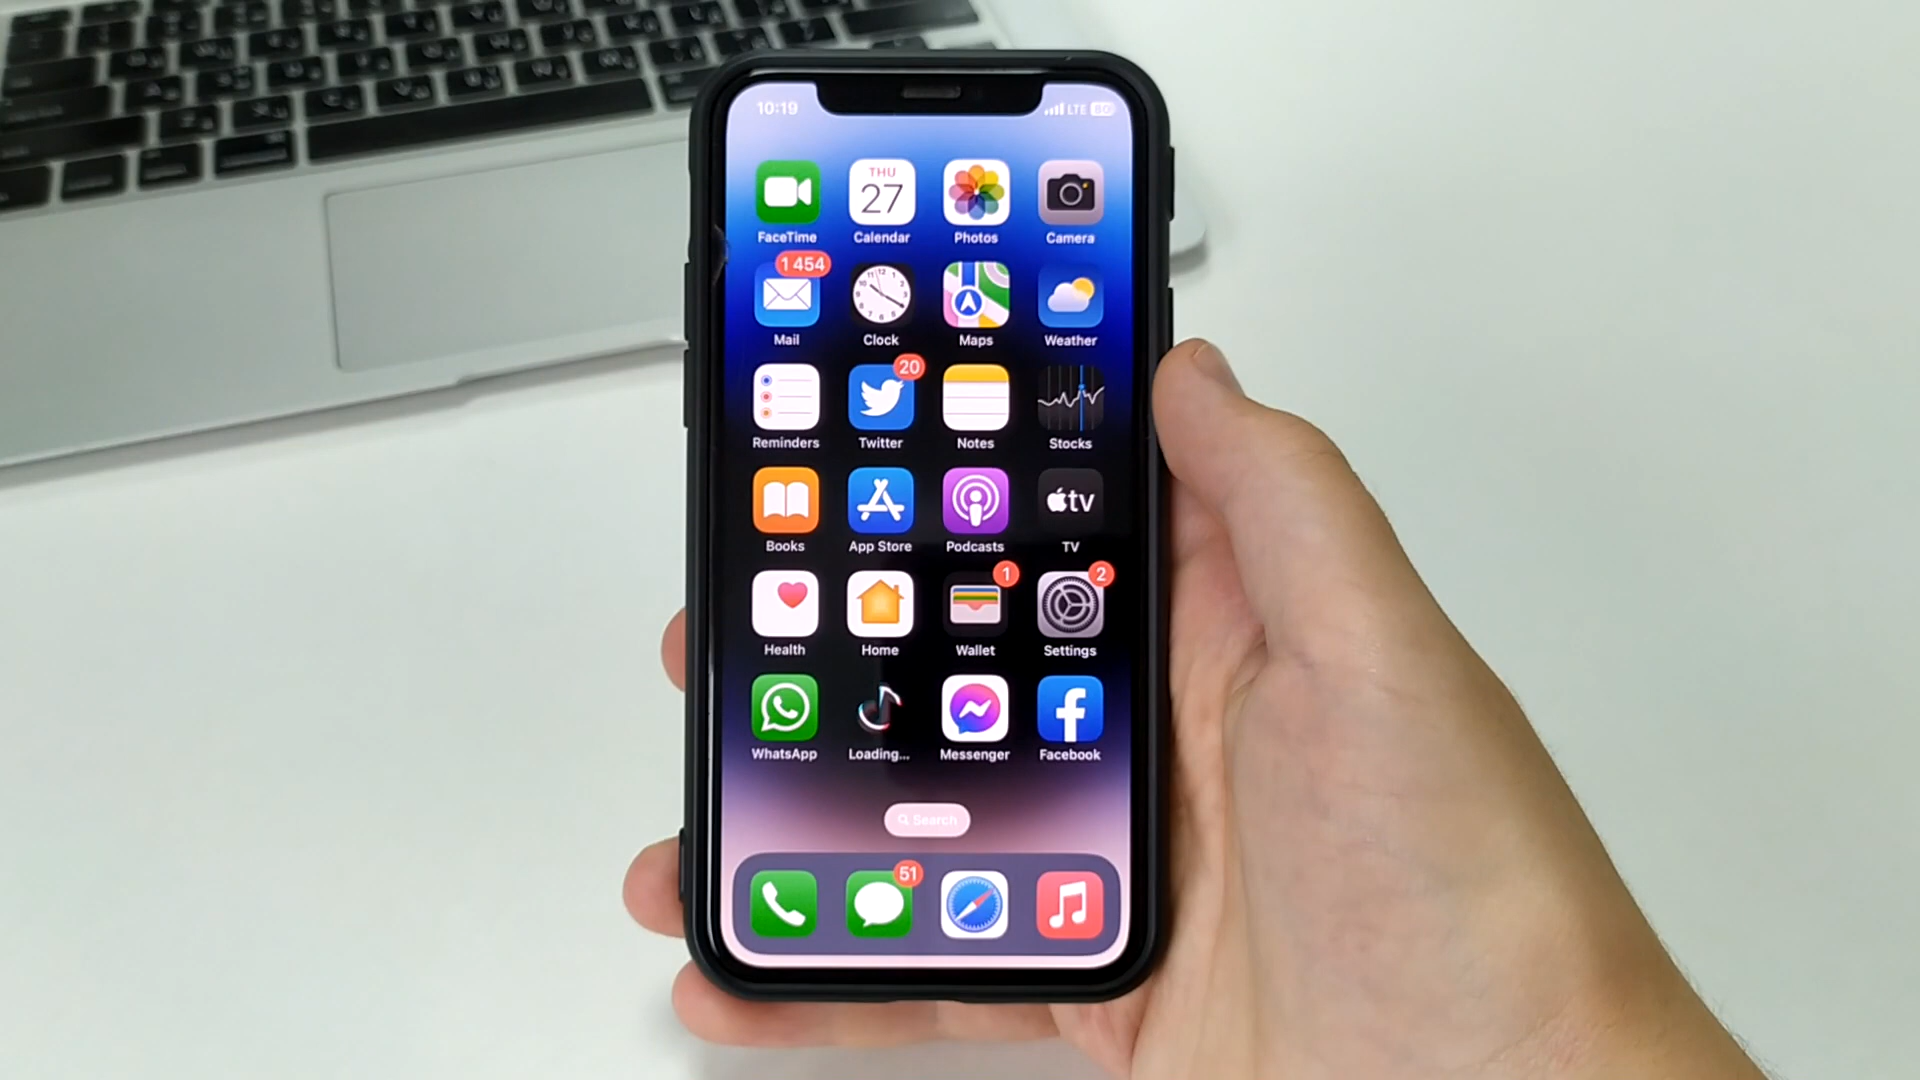 10:19 LTE 80
THU
27
FaceTime Calendar Photos Camera
1 454
Mail Clock Maps Weather
20
Reminders Twitter Notes Stocks
tv
Books App Store Podcasts TV
1 2
Health Home Wallet Settings
WhatsApp Loading... Messenger Facebook
Search
51